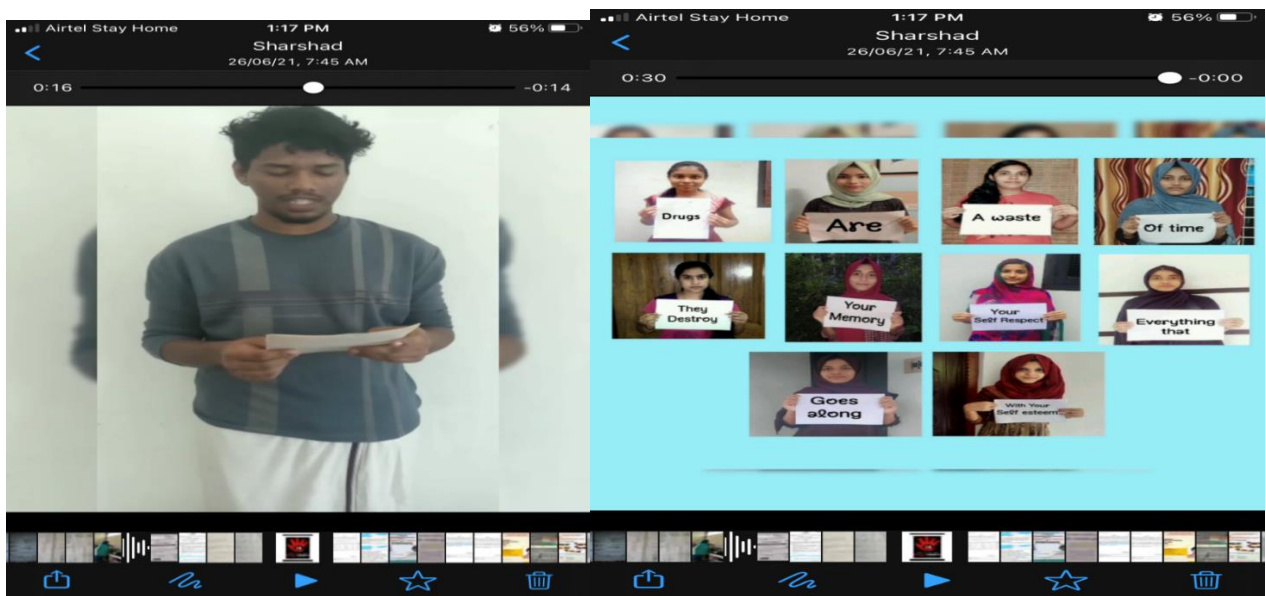 Airtel Stay Home
1:17 PM
56%
Sharshad
26/06/21, 7:45 AM
0:16
-0:14
Airtel Stay Home
1:17 PM
56%
Sharshad
26/06/21, 7:45 AM
0:30
-0:00
Drugs
Are
A waste
Of time
They
Destroy
Your
Memory
Your
Self Respect
Everything
that
Goes
along
With Your
Self esteem